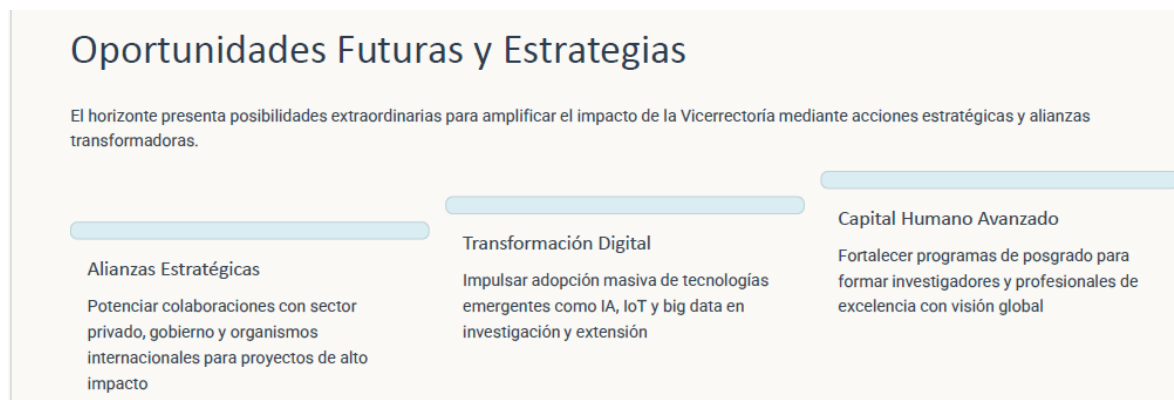 Oportunidades Futuras y Estrategias
El horizonte presenta posibilidades extraordinarias para amplificar el impacto de la Vicerrectoría mediante acciones estratégicas y alianzas
transformadoras.
Alianzas Estratégicas
Potenciar colaboraciones con sector
privado, gobierno y organismos
internacionales para proyectos de alto
impacto
Transformación Digital
Impulsar adopción masiva de tecnologías
emergentes como IA, IoT y big data en
investigación y extensión
Capital Humano Avanzado
Fortalecer programas de posgrado para
formar investigadores y profesionales de
excelencia con visión global